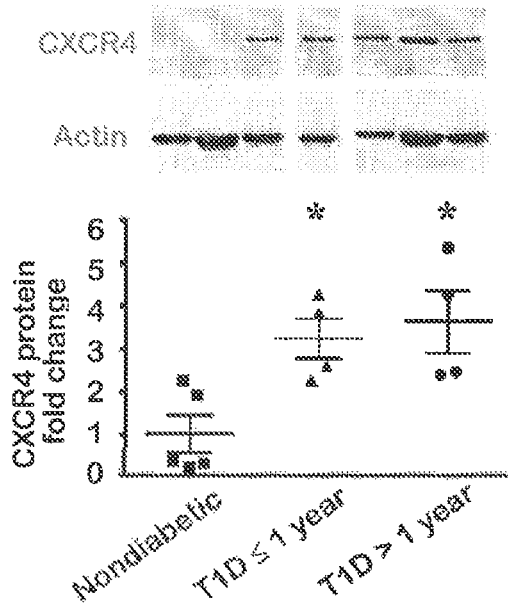 CXCR4
Actin
* *
CXCR4 protein
fold change
6
5
4
3
2
1
0
Nondiabetic
T1D ≤ 1 year
T1D > 1 year